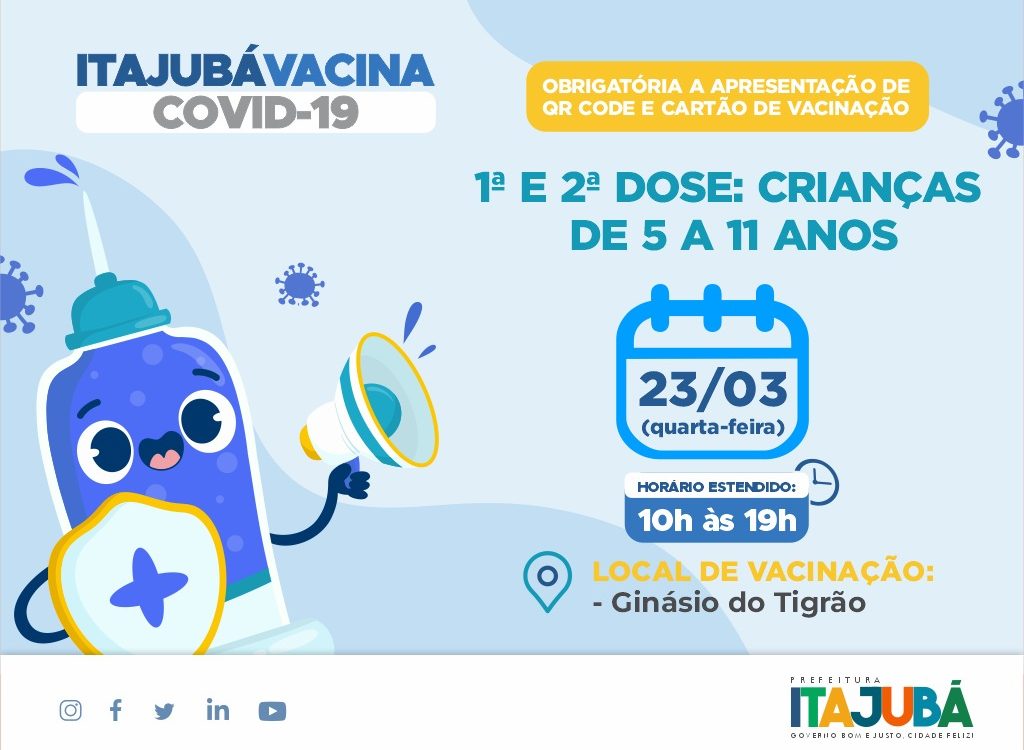 ITAJUBÁVACINA
COVID-19
OBRIGATÓRIA A APRESENTAÇÃO DE
QR CODE E CARTÃO DE VACINAÇÃO
1ª E 2ª DOSE: CRIANÇAS
DE 5 A 11 ANOS
23/03
(quarta-feira)
HORÁRIO ESTENDIDO:
10h às 19h
LOCAL DE VACINAÇÃO:
- Ginásio do Tigrão
PREFEITURA
ITAJUBÁ
GOVERNO BOM E JUSTO, CIDADE FELIZ!